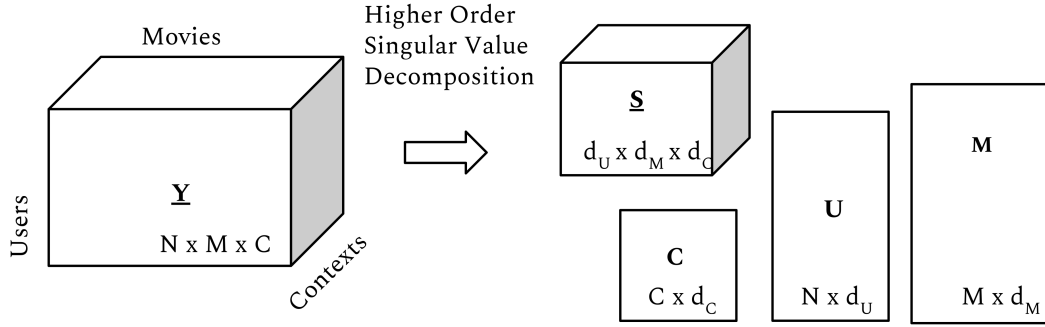 Movies
Users
Y
N x M x C
Contexts
Higher Order
Singular Value
Decomposition
S
d_U x d_M x d_C
C
C x d_C
U
N x d_U
M
M x d_M